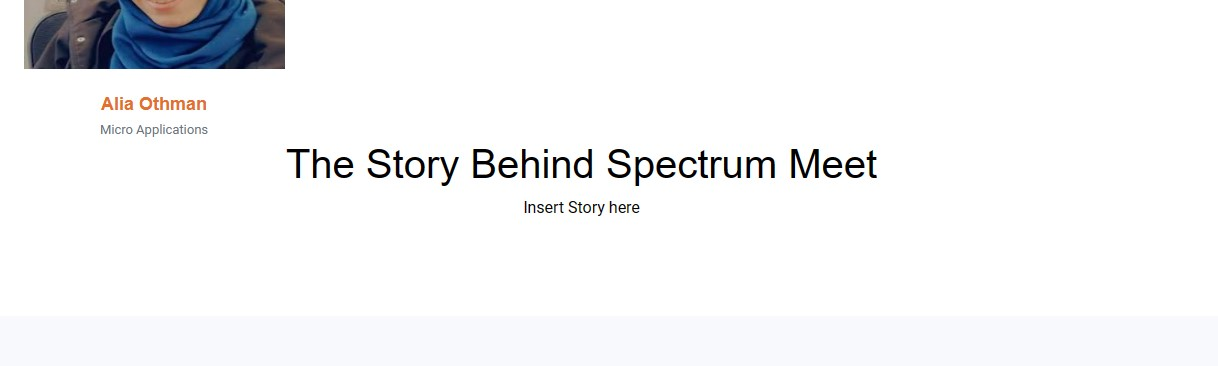 Alia Othman
Micro Applications
The Story Behind Spectrum Meet
Insert Story here